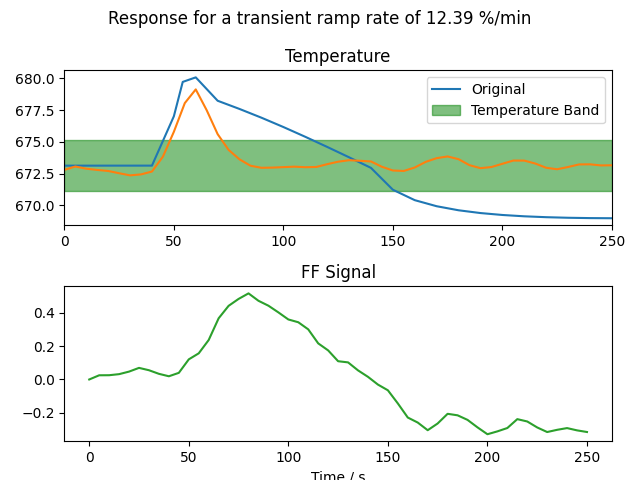 Response for a transient ramp rate of 12.39 %/min
Temperature
680.0
677.5
675.0
672.5
670.0
Original
Temperature Band
0 50 100 150 200 250
FF Signal
0.4
0.2
0.0
−0.2
0 50 100 150 200 250
Time / s